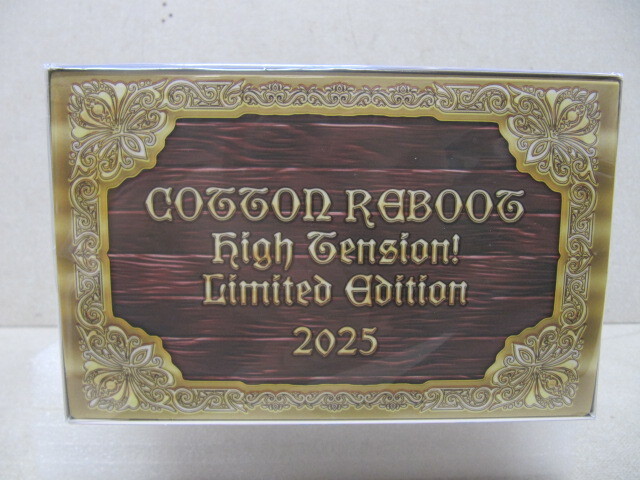 COTTON REBOOT
High Tension!
Limited Edition
2025